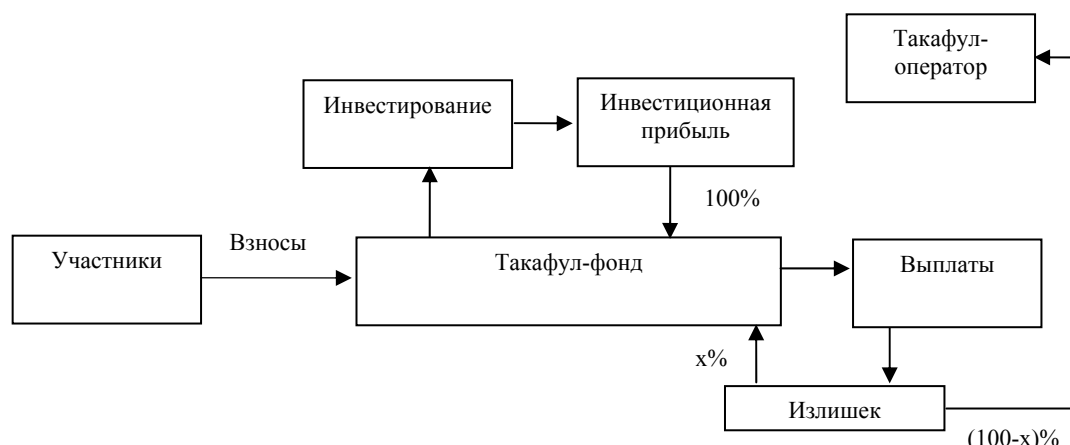 Такафул-
оператор
Инвестирование
Инвестиционная
прибыль
100%
Взносы
Участники
Такафул-фонд
Выплаты
x%
Излишек
(100-x)%